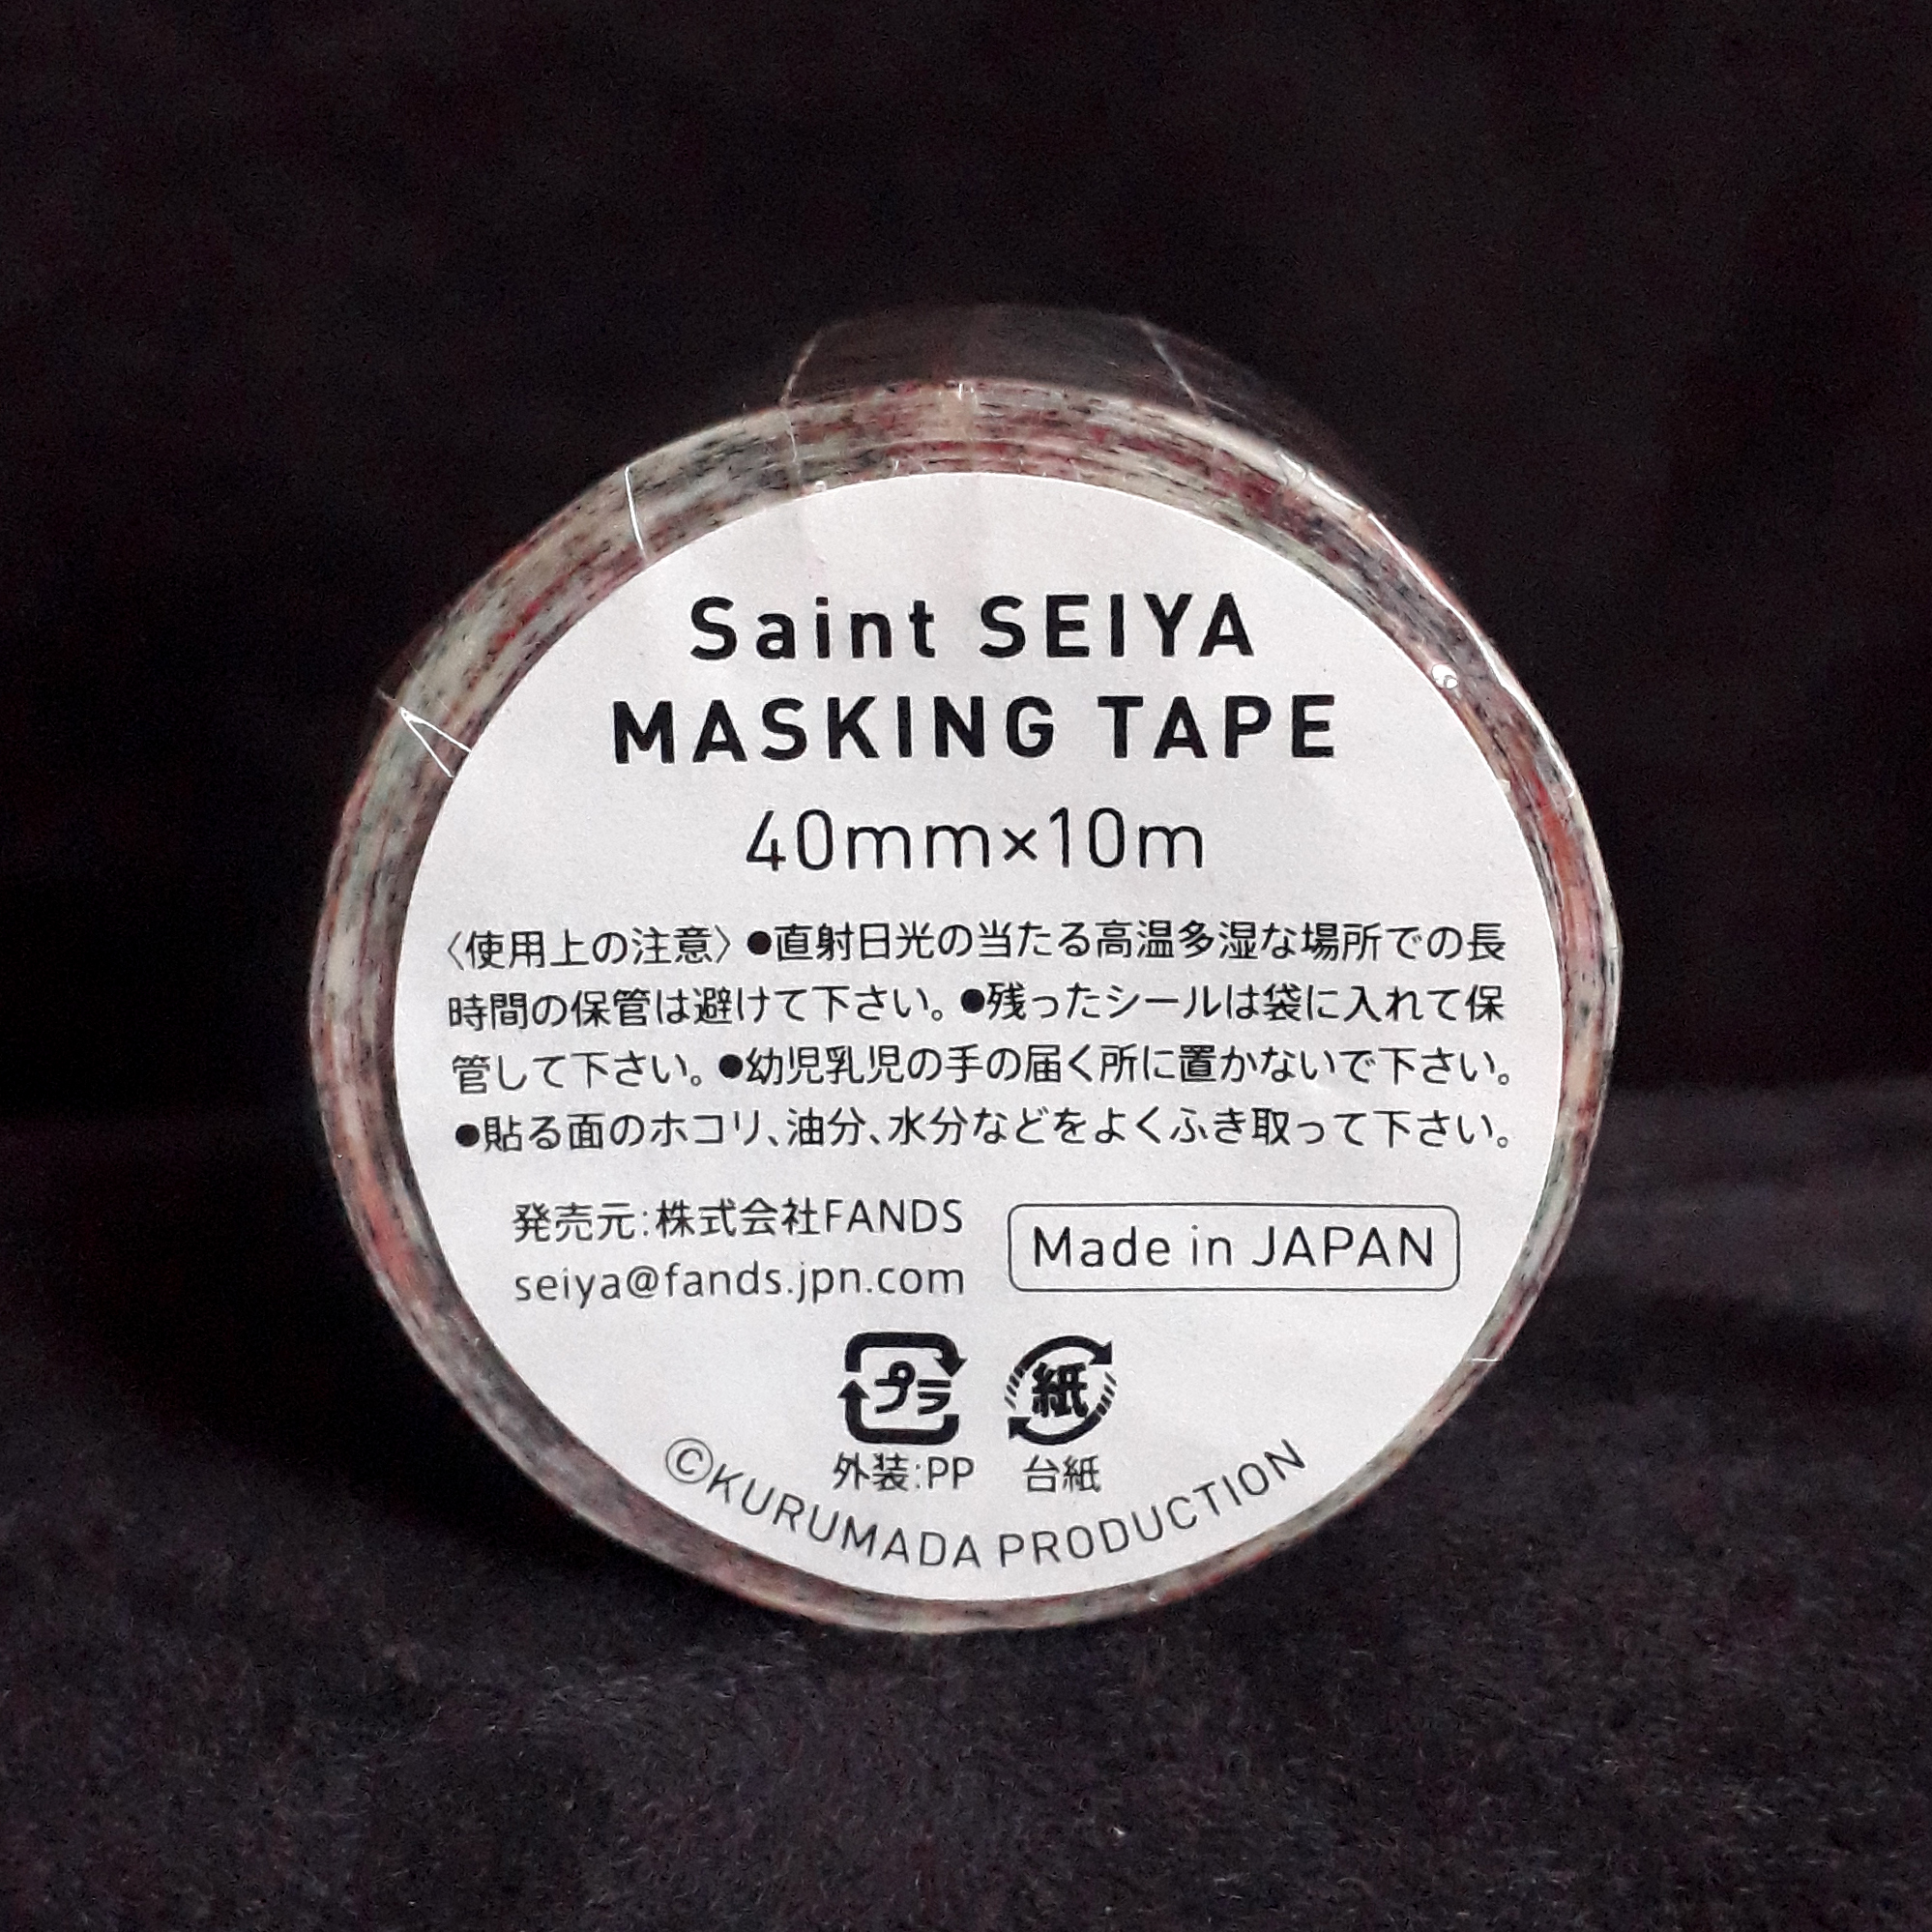 Saint SEIYA
MASKING TAPE
40mm×10m
〈使用上の注意〉●直射日光の当たる高温多湿な場所での長
時間の保管は避けて下さい。●残ったシールは袋に入れて保
管して下さい。●幼児乳児の手の届く所に置かないで下さい。
●貼る面のホコリ、油分、水分などをよくふき取って下さい。
発売元:株式会社FANDS
seiya@fands.jpn.com
Made in JAPAN
プラ 紙
外装:PP 台紙
©KURUMADA PRODUCTION